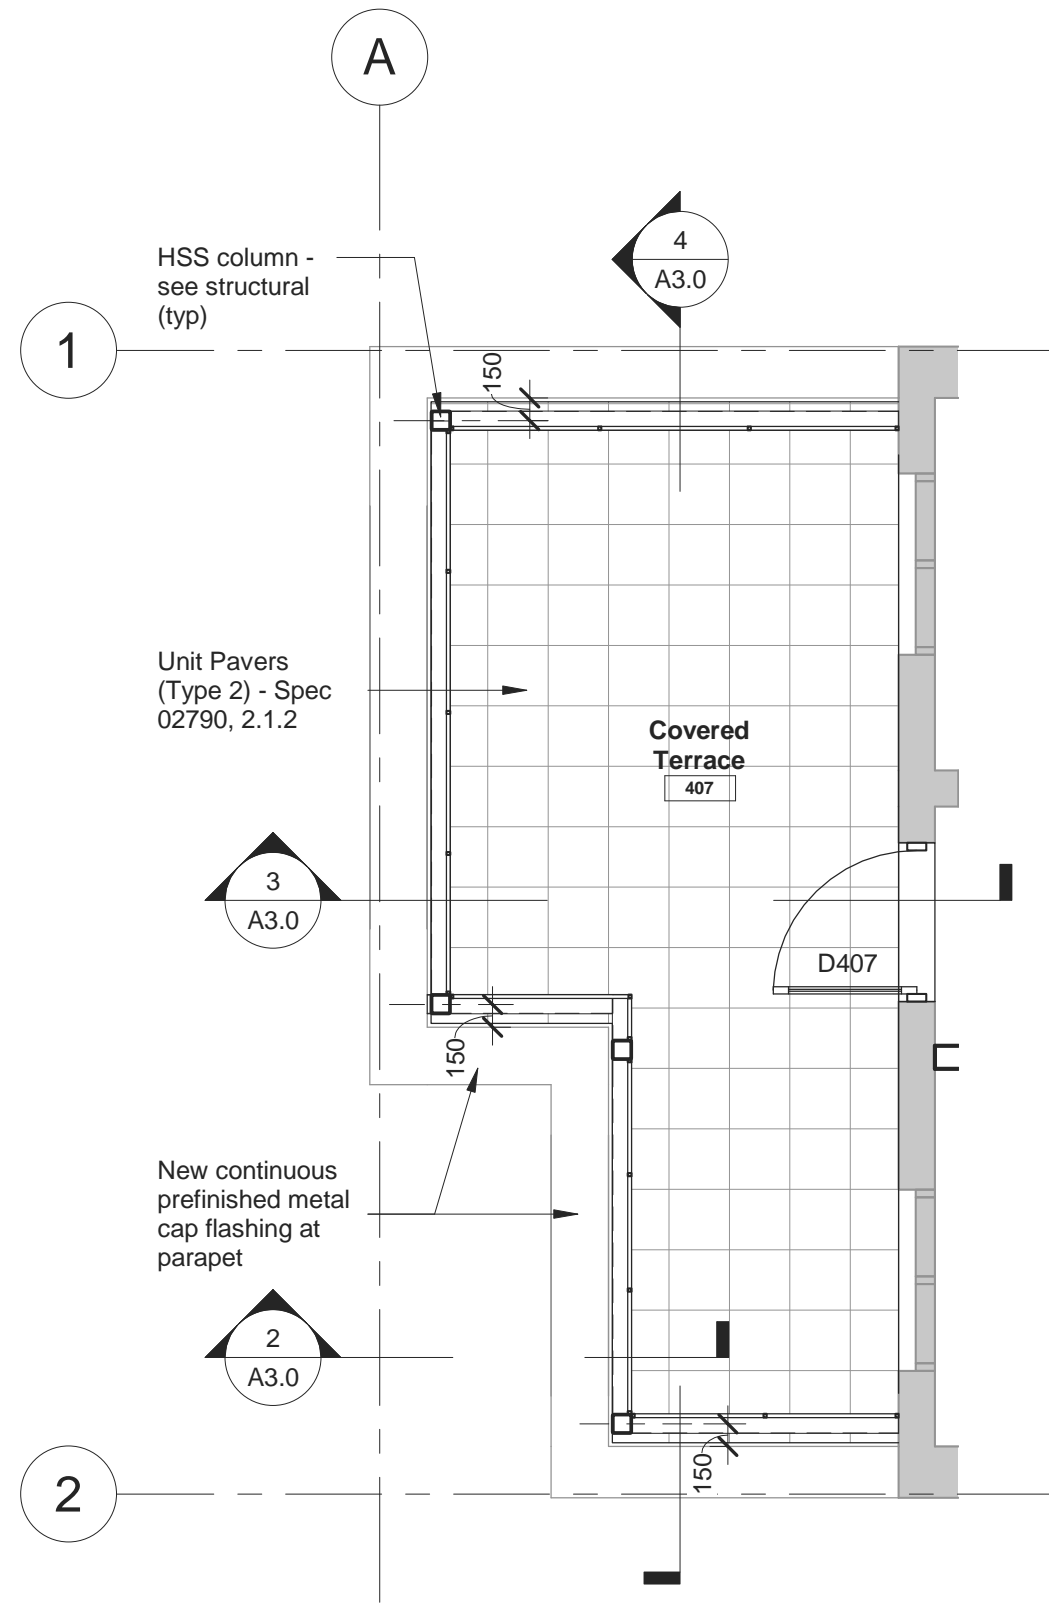 A
HSS column -
see structural
(typ)
4
A3.0
1
150
Unit Pavers
(Type 2) - Spec
02790, 2.1.2
Covered
Terrace
407
3
A3.0
D407
150
New continuous
prefinished metal
cap flashing at
parapet
2
A3.0
150
2